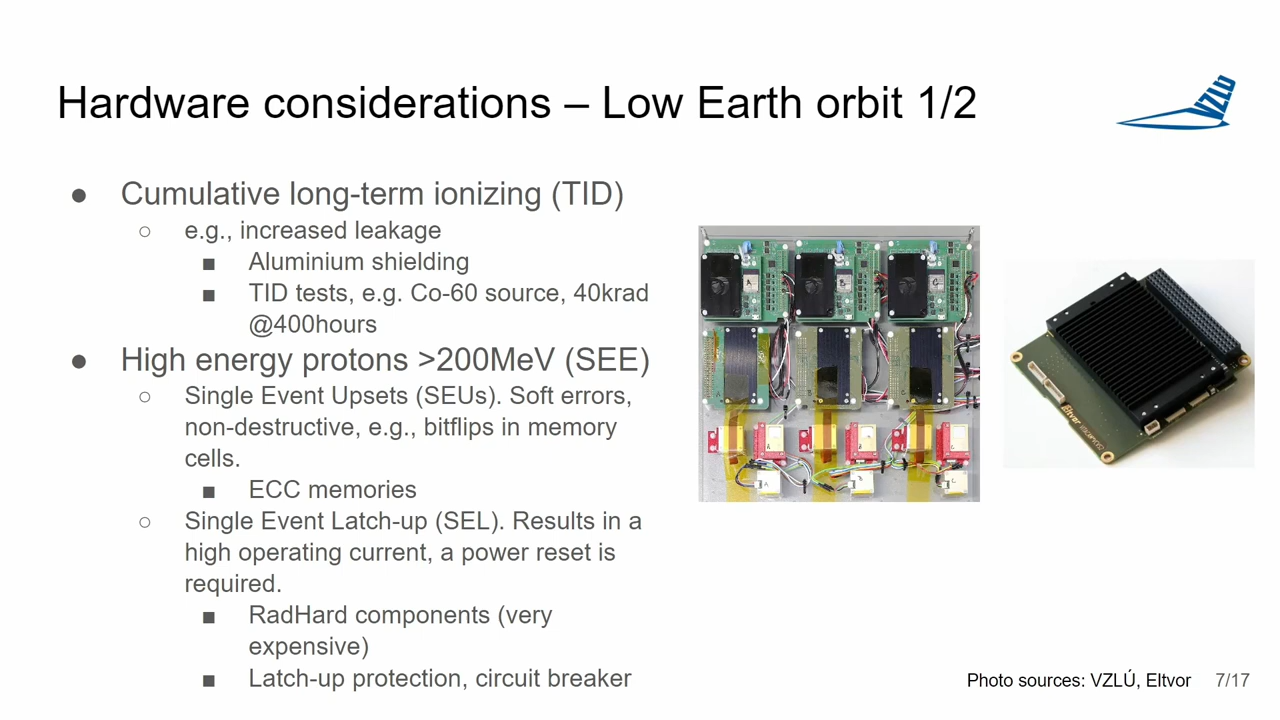 Hardware considerations – Low Earth orbit 1/2
VZLU
● Cumulative long-term ionizing (TID)
○ e.g., increased leakage
■ Aluminium shielding
■ TID tests, e.g. Co-60 source, 40krad
@400hours
● High energy protons >200MeV (SEE)
○ Single Event Upsets (SEUs). Soft errors,
non-destructive, e.g., bitflips in memory
cells.
■ ECC memories
○ Single Event Latch-up (SEL). Results in a
high operating current, a power reset is
required.
■ RadHard components (very
expensive)
■ Latch-up protection, circuit breaker
A
B
C
Eltvor
Photo sources: VZLÚ, Eltvor
7/17